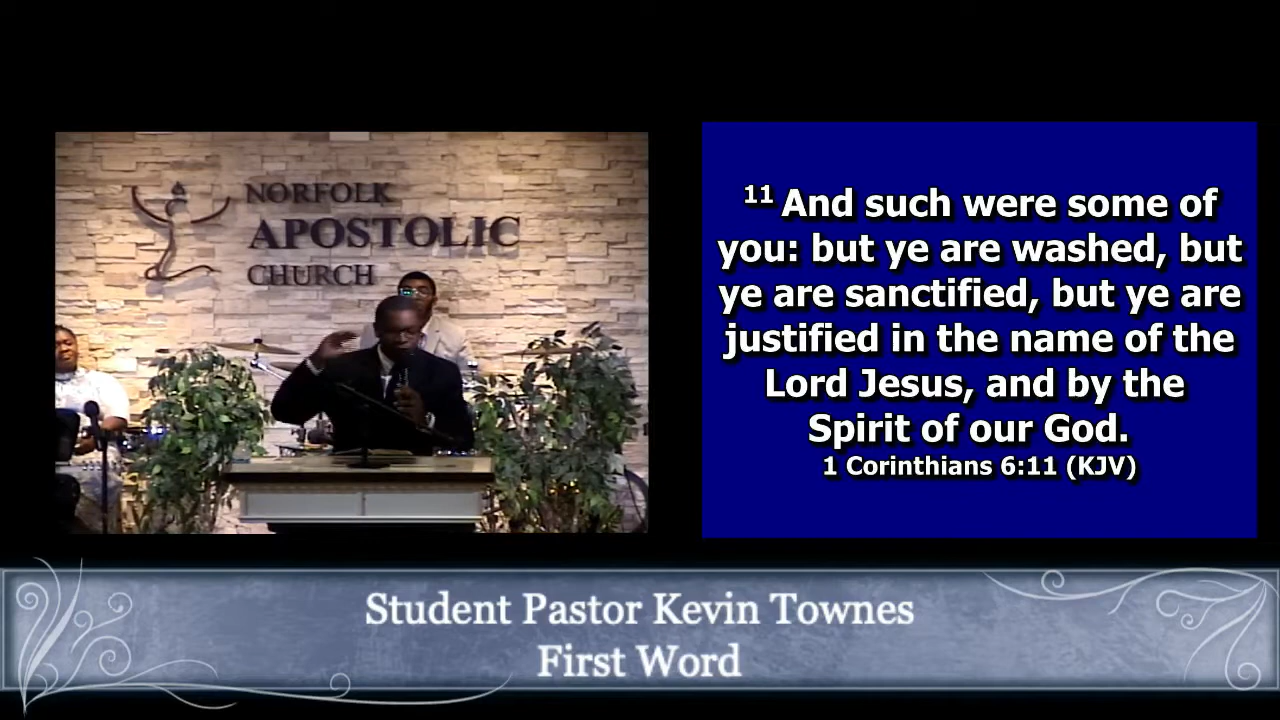 NORFOLK
APOSTOLIC
CHURCH
11 And such were some of
you: but ye are washed, but
ye are sanctified, but ye are
justified in the name of the
Lord Jesus, and by the
Spirit of our God.
1 Corinthians 6:11 (KJV)
Student Pastor Kevin Townes
First Word